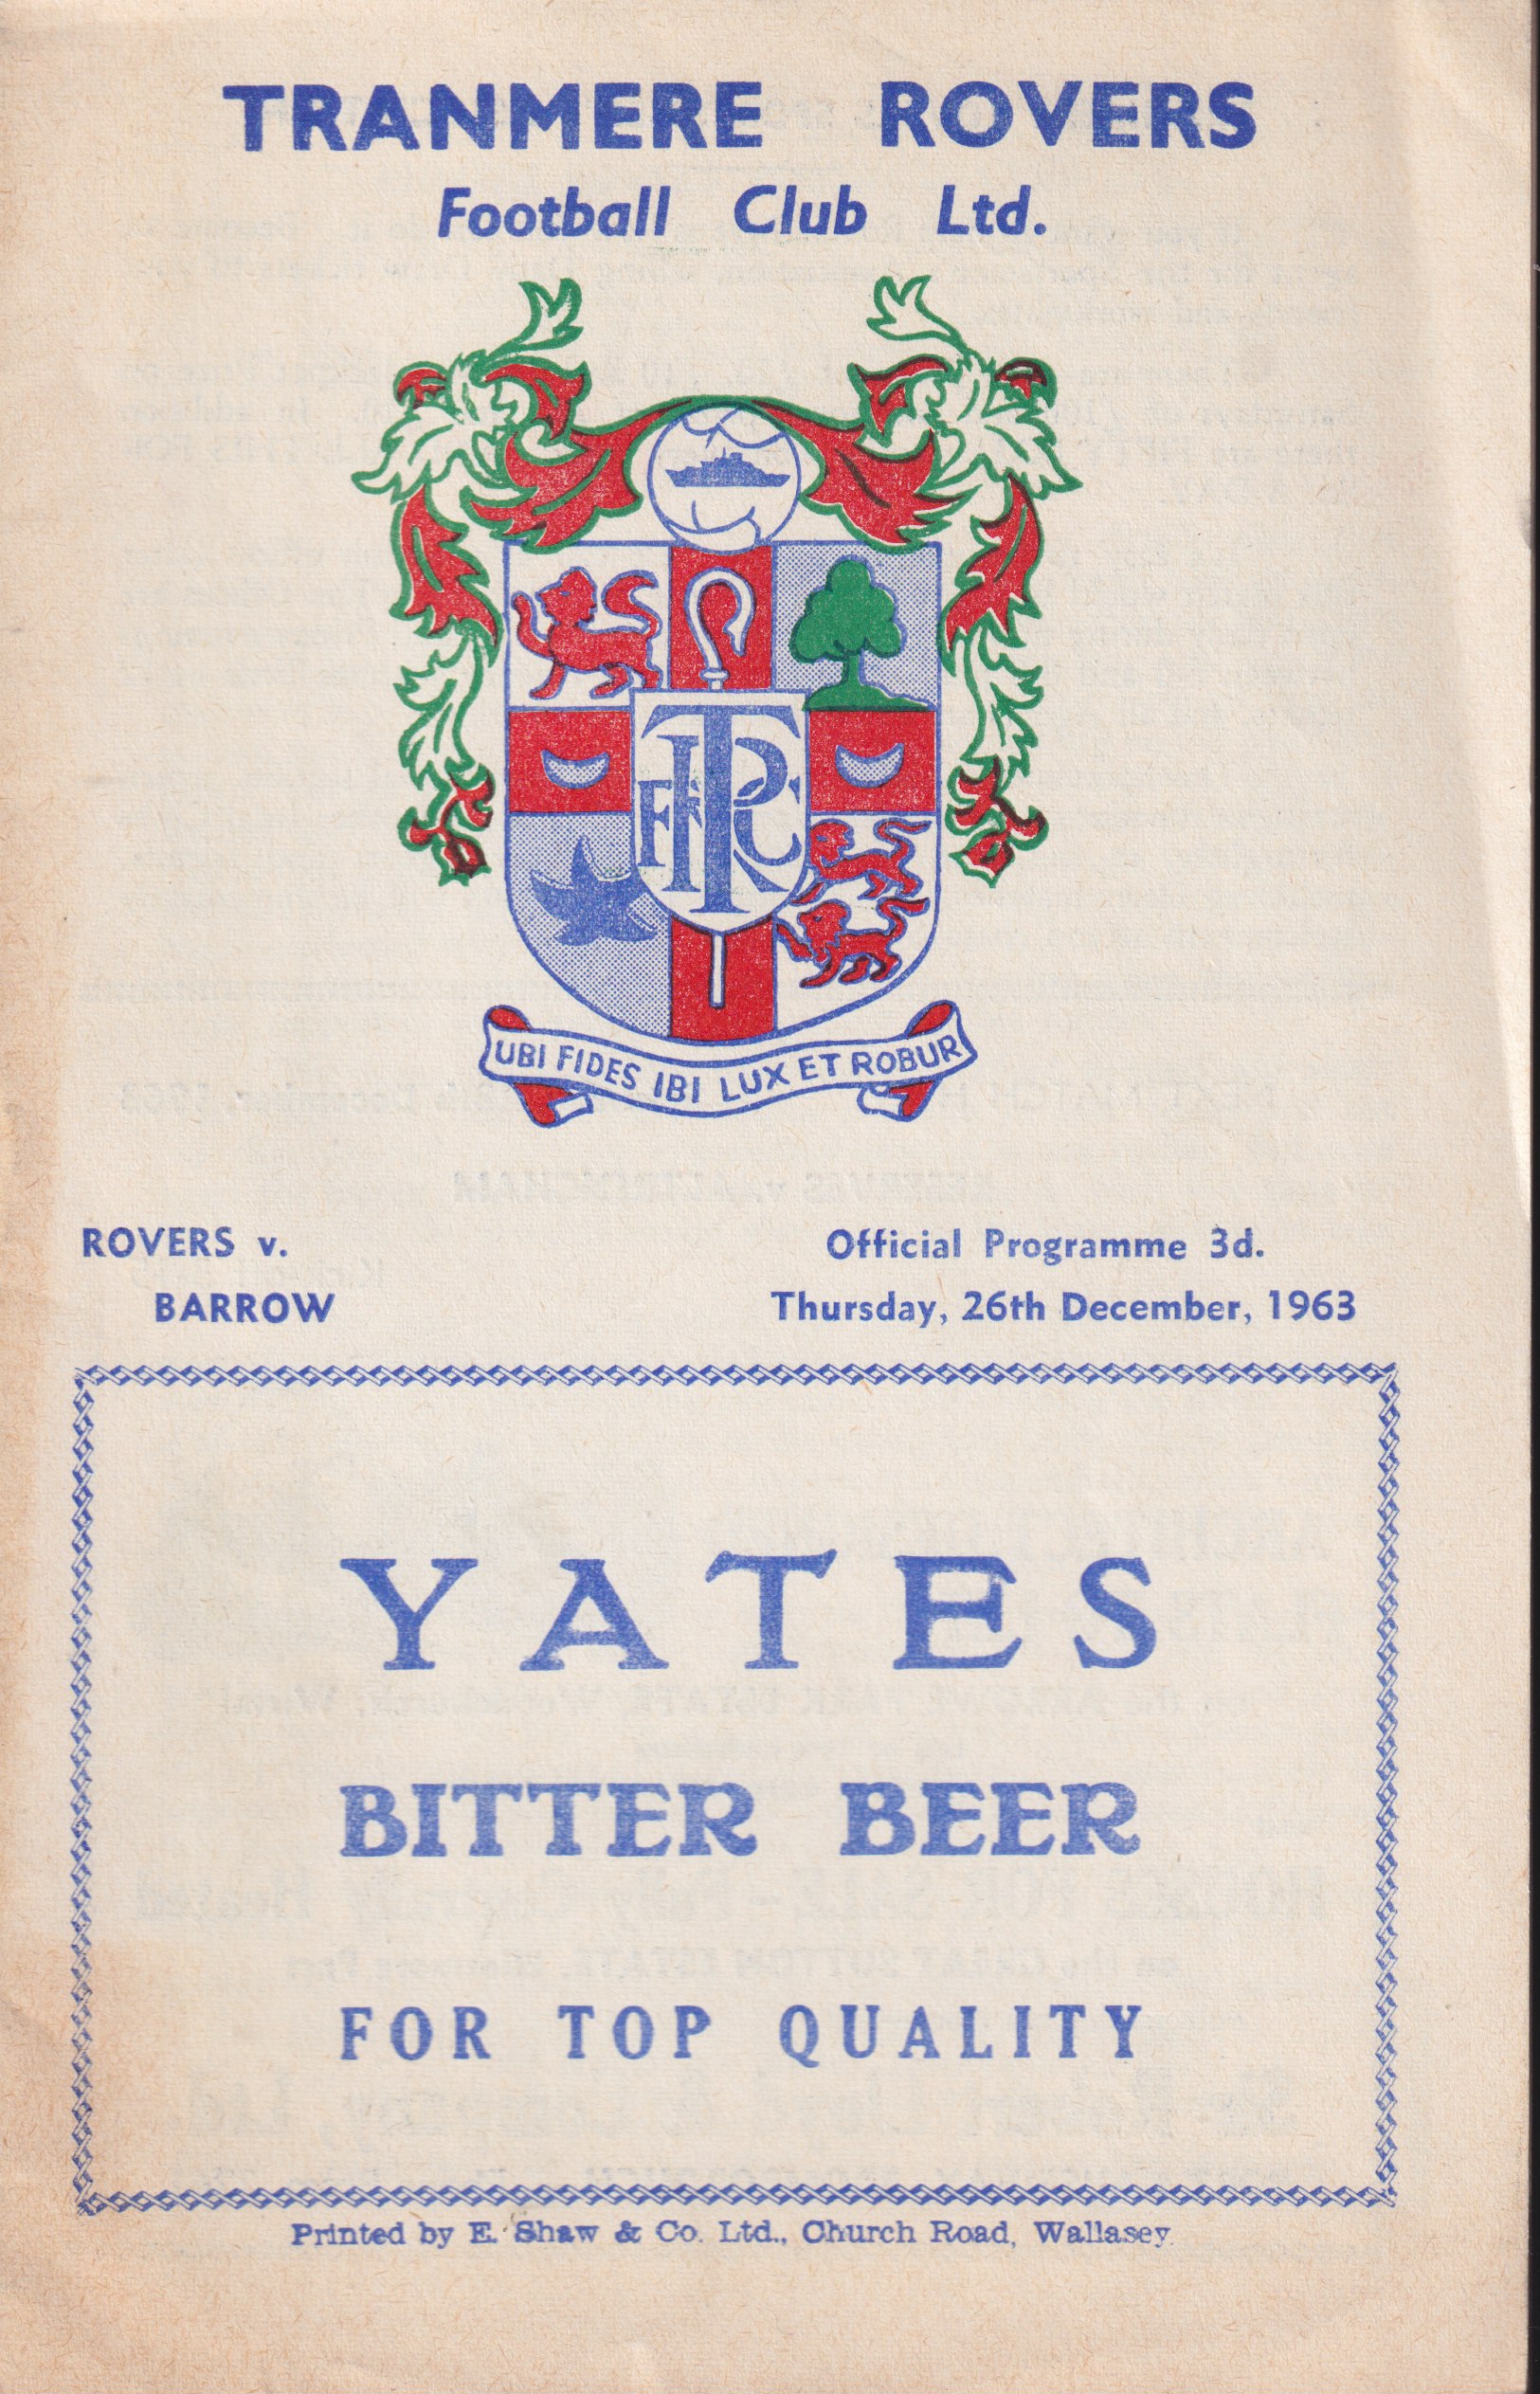 TRANMERE ROVERS
Football Club Ltd.
TRFC
UBI FIDES IBI LUX ET ROBUR
ROVERS v.
BARROW
Official Programme 3d.
Thursday, 26th December, 1963
YATES
BITTER BEER
FOR TOP QUALITY
Printed by E. Shaw & Co. Ltd., Church Road, Wallasey.